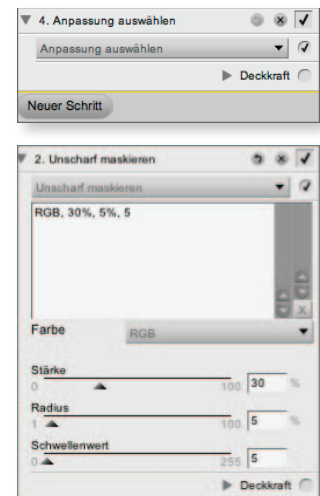 4. Anpassung auswählen
Anpassung auswählen
Deckkraft
Neuer Schritt
2. Unscharf maskieren
Unscharf maskieren
RGB, 30%, 5%, 5
Farbe RGB
Stärke
0 100 30 %
Radius
1 100 5 %
Schwellenwert
0 255 5
Deckkraft